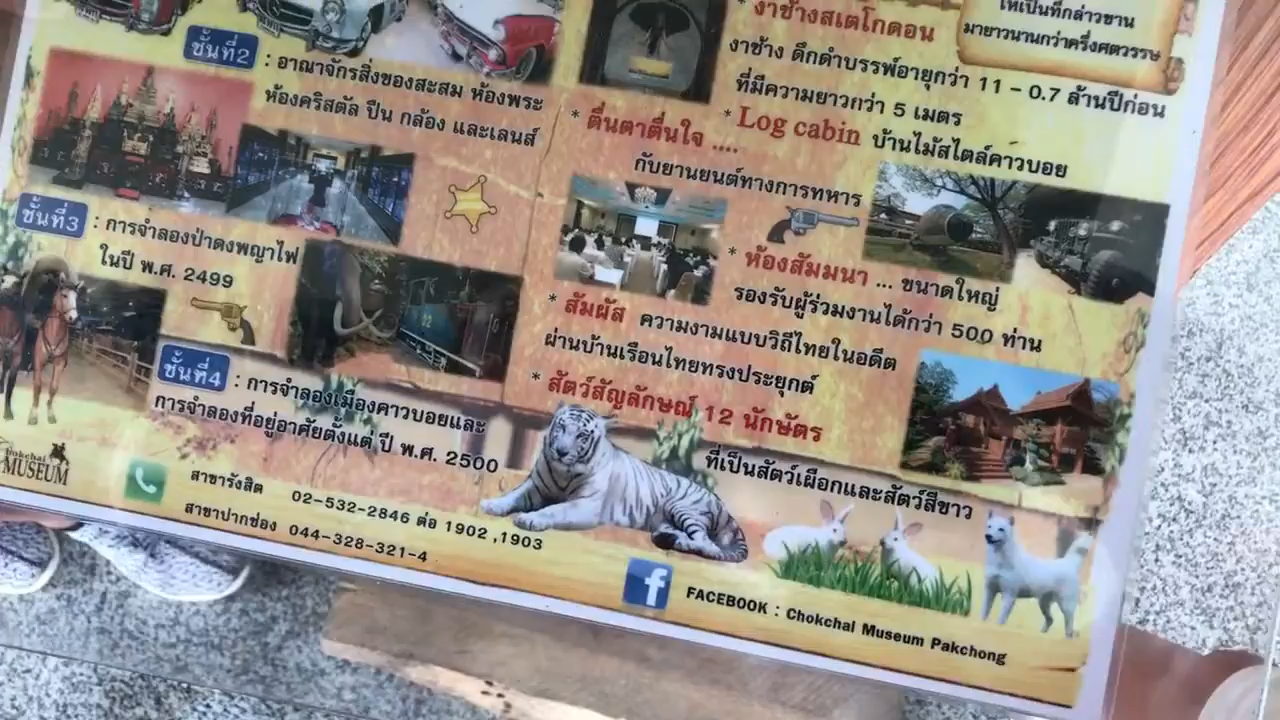 ชั้นที่2 : อาณาจักรสิ่งของสะสม ห้องพระ
ห้องคริสตัล ปืน กล้อง และเลนส์
ชั้นที่3 : การจำลองป่าดงพญาไฟ
ในปี พ.ศ. 2499
ชั้นที่4 : การจำลองเมืองคาวบอยและ
การจำลองที่อยู่อาศัยตั้งแต่ ปี พ.ศ. 2500
MUSEUM
สาขารังสิต 02-532-2846 ต่อ 1902 ,1903
สาขาปากช่อง 044-328-321-4
ให้เป็นที่กล่าวขาน
มายาวนานกว่าครึ่งศตวรรษ
* งาช้างสเตโกดอน
งาช้าง ดึกดำบรรพ์อายุกว่า 11 - 0.7 ล้านปีก่อน
ที่มีความยาวกว่า 5 เมตร
* Log cabin บ้านไม้สไตล์คาวบอย
* ตื่นตาตื่นใจ ....
กับยานยนต์ทางการทหาร
* ห้องสัมมนา ... ขนาดใหญ่
รองรับผู้ร่วมงานได้กว่า 500 ท่าน
* สัมผัส ความงามแบบวิถีไทยในอดีต
ผ่านบ้านเรือนไทยทรงประยุกต์
* สัตว์สัญลักษณ์ 12 นักษัตร
ที่เป็นสัตว์เผือกและสัตว์สีขาว
f FACEBOOK : Chokchai Museum Pakchong